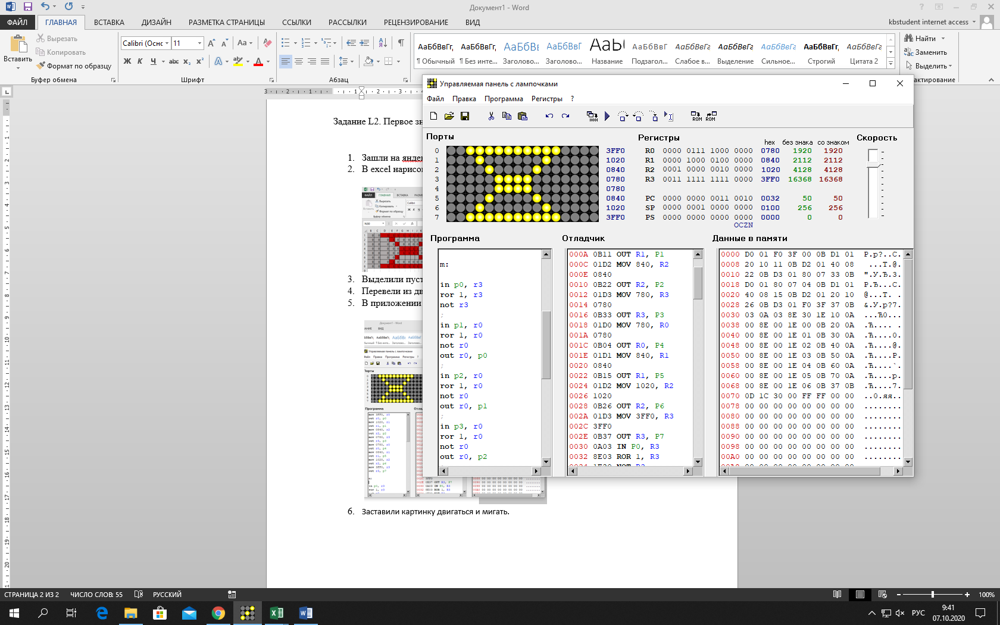 Документ1 - Word
ФАЙЛ ГЛАВНАЯ ВСТАВКА ДИЗАЙН РАЗМЕТКА СТРАНИЦЫ ССЫЛКИ РАССЫЛКИ РЕЦЕНЗИРОВАНИЕ ВИД
kbstudent internet access
Вставить
Вырезать
Копировать
Формат по образцу
Буфер обмена
Calibri (Оснс 11
Шрифт
Абзац
АаБбВвГг, АаБбВвГг, АаБбВв АаБбВвГ АаЫ АаБбВвГ АаБбВвГг АаБбВвГг АаБбВвГг АаБбВвГг, АаБбВвГг
¶ Обычный ¶ Без инте... Заголово... Заголово... Название Подзагол... Слабое в... Выделение Сильное... Строгий Цитата 2
Найти
Заменить
Выделить
актирование
Задание L2. Первое зн
1. Зашли на яндек
2. В excel нарисов
3. Выделили пуст
4. Перевели из дв
5. В приложении
6. Заставили картинку двигаться и мигать.
Управляемая панель с лампочками
Файл Правка Программа Регистры ?
Порты
0 3FF0
1 1020
2 0840
3 0780
4 0780
5 0840
6 1020
7 3FF0
Регистры hex без знака со знаком
R0 0000 0111 1000 0000 0780 1920 1920
R1 0000 1000 0100 0000 0840 2112 2112
R2 0001 0000 0010 0000 1020 4128 4128
R3 0011 1111 1111 0000 3FF0 16368 16368
PC 0000 0000 0011 0010 0032 50 50
SP 0000 0001 0000 0000 0100 256 256
PS 0000 0000 0000 0000 0000 0 0
OCZN
Скорость
Программа
m:
in p0, r3
ror 1, r3
not r3
;
in p1, r0
ror 1, r0
not r0
out r0, p0
;
in p2, r0
ror 1, r0
not r0
out r0, p1
;
in p3, r0
ror 1, r0
not r0
out r0, p2
Отладчик
000A 0B11 OUT R1, P1
000C 01D2 MOV 840, R2
000E 0840
0010 0B22 OUT R2, P2
0012 01D3 MOV 780, R3
0014 0780
0016 0B33 OUT R3, P3
0018 01D0 MOV 780, R0
001A 0780
001C 0B04 OUT R0, P4
001E 01D1 MOV 840, R1
0020 0840
0022 0B15 OUT R1, P5
0024 01D2 MOV 1020, R2
0026 1020
0028 0B26 OUT R2, P6
002A 01D3 MOV 3FF0, R3
002C 3FF0
002E 0B37 OUT R3, P7
0030 0A03 IN P0, R3
0032 8E03 ROR 1, R3
Данные в памяти
0000 D0 01 F0 3F 00 0B D1 01 Р.р?..С.
0008 20 10 11 0B D2 01 40 08 ...Т.@.
0010 22 0B D3 01 80 07 33 0B ".У.Ђ.3.
0018 D0 01 80 07 04 0B D1 01 Р.Ђ...С.
0020 40 08 15 0B D2 01 20 10 @...Т. .
0028 26 0B D3 01 F0 3F 37 0B &.У.р?7.
0030 03 0A 03 8E 30 1E 10 0A ...Ћ0...
0038 00 8E 00 1E 00 0B 20 0A .Ћ.... .
0040 00 8E 00 1E 01 0B 30 0A .Ћ....0.
0048 00 8E 00 1E 02 0B 40 0A .Ћ....@.
0050 00 8E 00 1E 03 0B 50 0A .Ћ....P.
0058 00 8E 00 1E 04 0B 60 0A .Ћ....`.
0060 00 8E 00 1E 05 0B 70 0A .Ћ....p.
0068 00 8E 00 1E 06 0B 37 0B .Ћ....7.
0070 0D 1C 30 00 FF FF 00 00 ..0.яя..
0078 00 00 00 00 00 00 00 00 ........
0080 00 00 00 00 00 00 00 00 ........
0088 00 00 00 00 00 00 00 00 ........
0090 00 00 00 00 00 00 00 00 ........
0098 00 00 00 00 00 00 00 00 ........
00A0 00 00 00 00 00 00 00 00 ........
СТРАНИЦА 2 ИЗ 2 ЧИСЛО СЛОВ: 55 РУССКИЙ 100%
РУС 9:41
07.10.2020